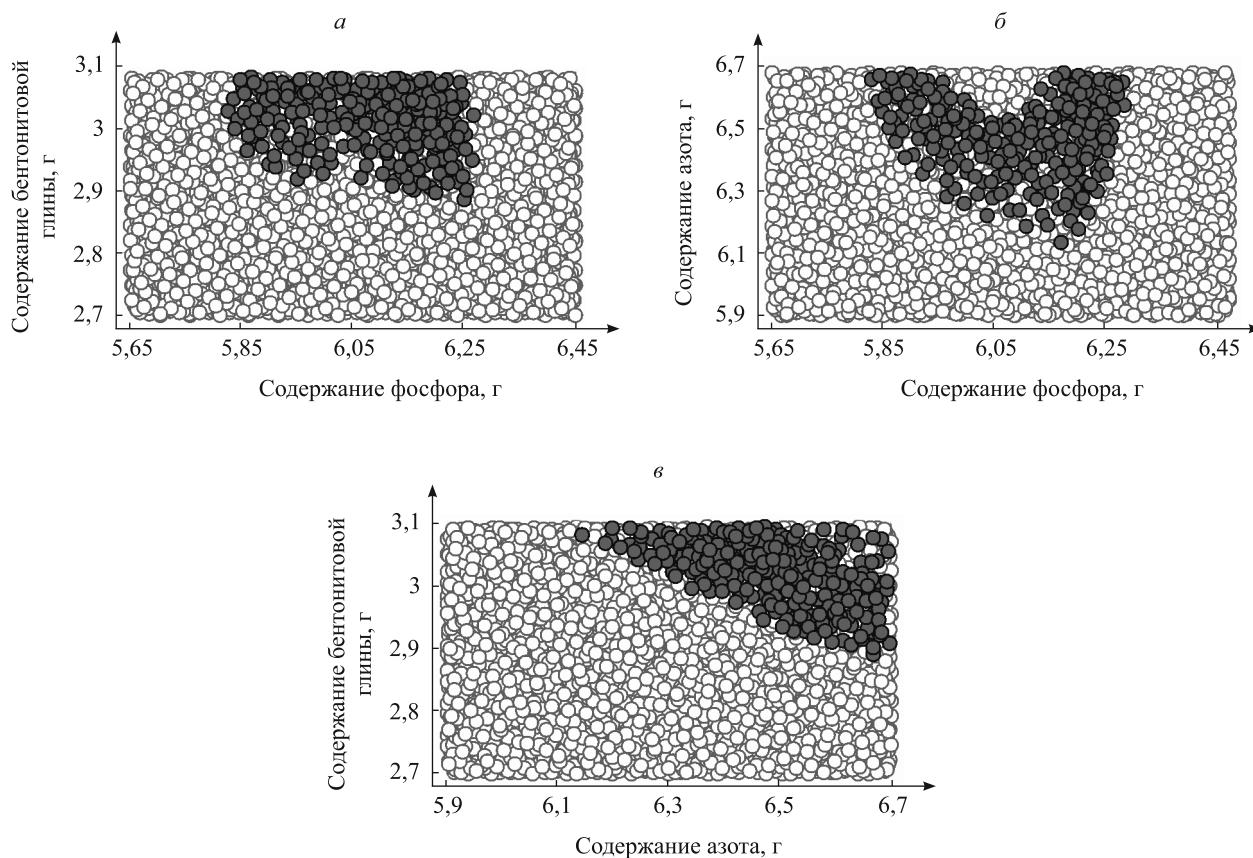 а
Содержание бентонитовой
глины, г
3,1
3
2,9
2,8
2,7
5,65 5,85 6,05 6,25 6,45
Содержание фосфора, г
б
Содержание азота, г
6,7
6,5
6,3
6,1
5,9
5,65 5,85 6,05 6,25 6,45
Содержание фосфора, г
в
Содержание бентонитовой
глины, г
3,1
3
2,9
2,8
2,7
5,9 6,1 6,3 6,5 6,7
Содержание азота, г